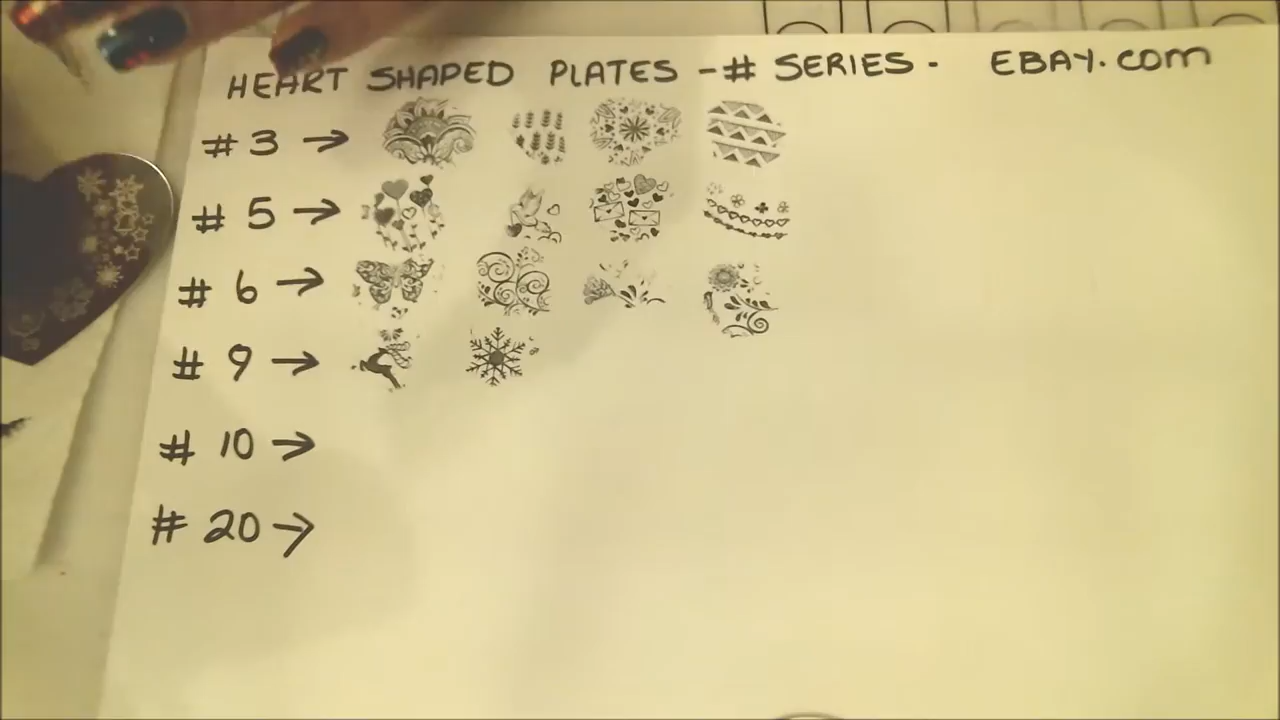 HEART SHAPED PLATES -# SERIES. EBAY.com
#3 →
# 5 →
# 6 →
# 9 →
# 10 →
# 20 →